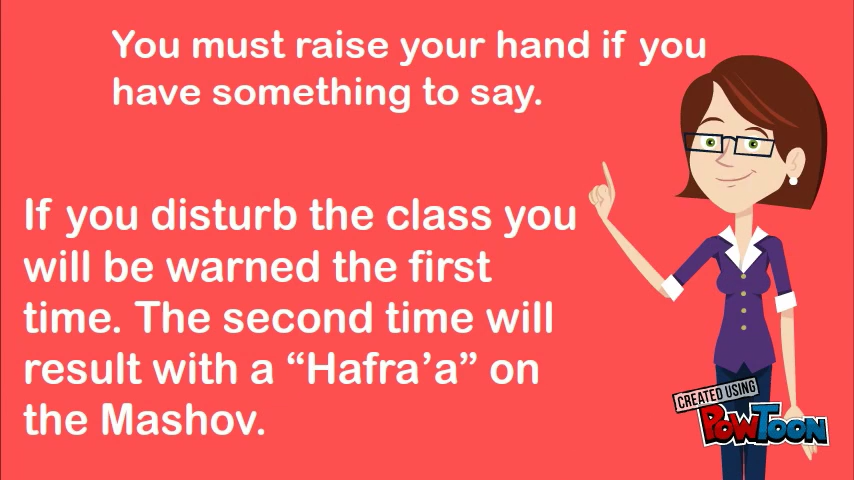 You must raise your hand if you
have something to say.
If you disturb the class you
will be warned the first
time. The second time will
result with a “Hafra’a” on
the Mashov.
CREATED USING
POWTOON